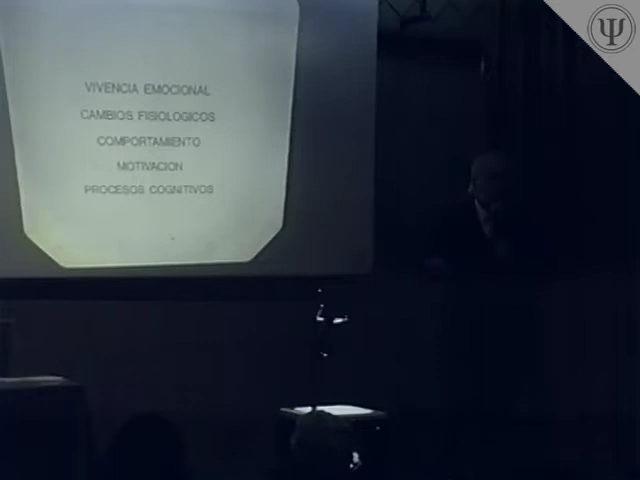 VIVENCIA EMOCIONAL
CAMBIOS FISIOLOGICOS
COMPORTAMIENTO
MOTIVACION
PROCESOS COGNITIVOS
Ψ